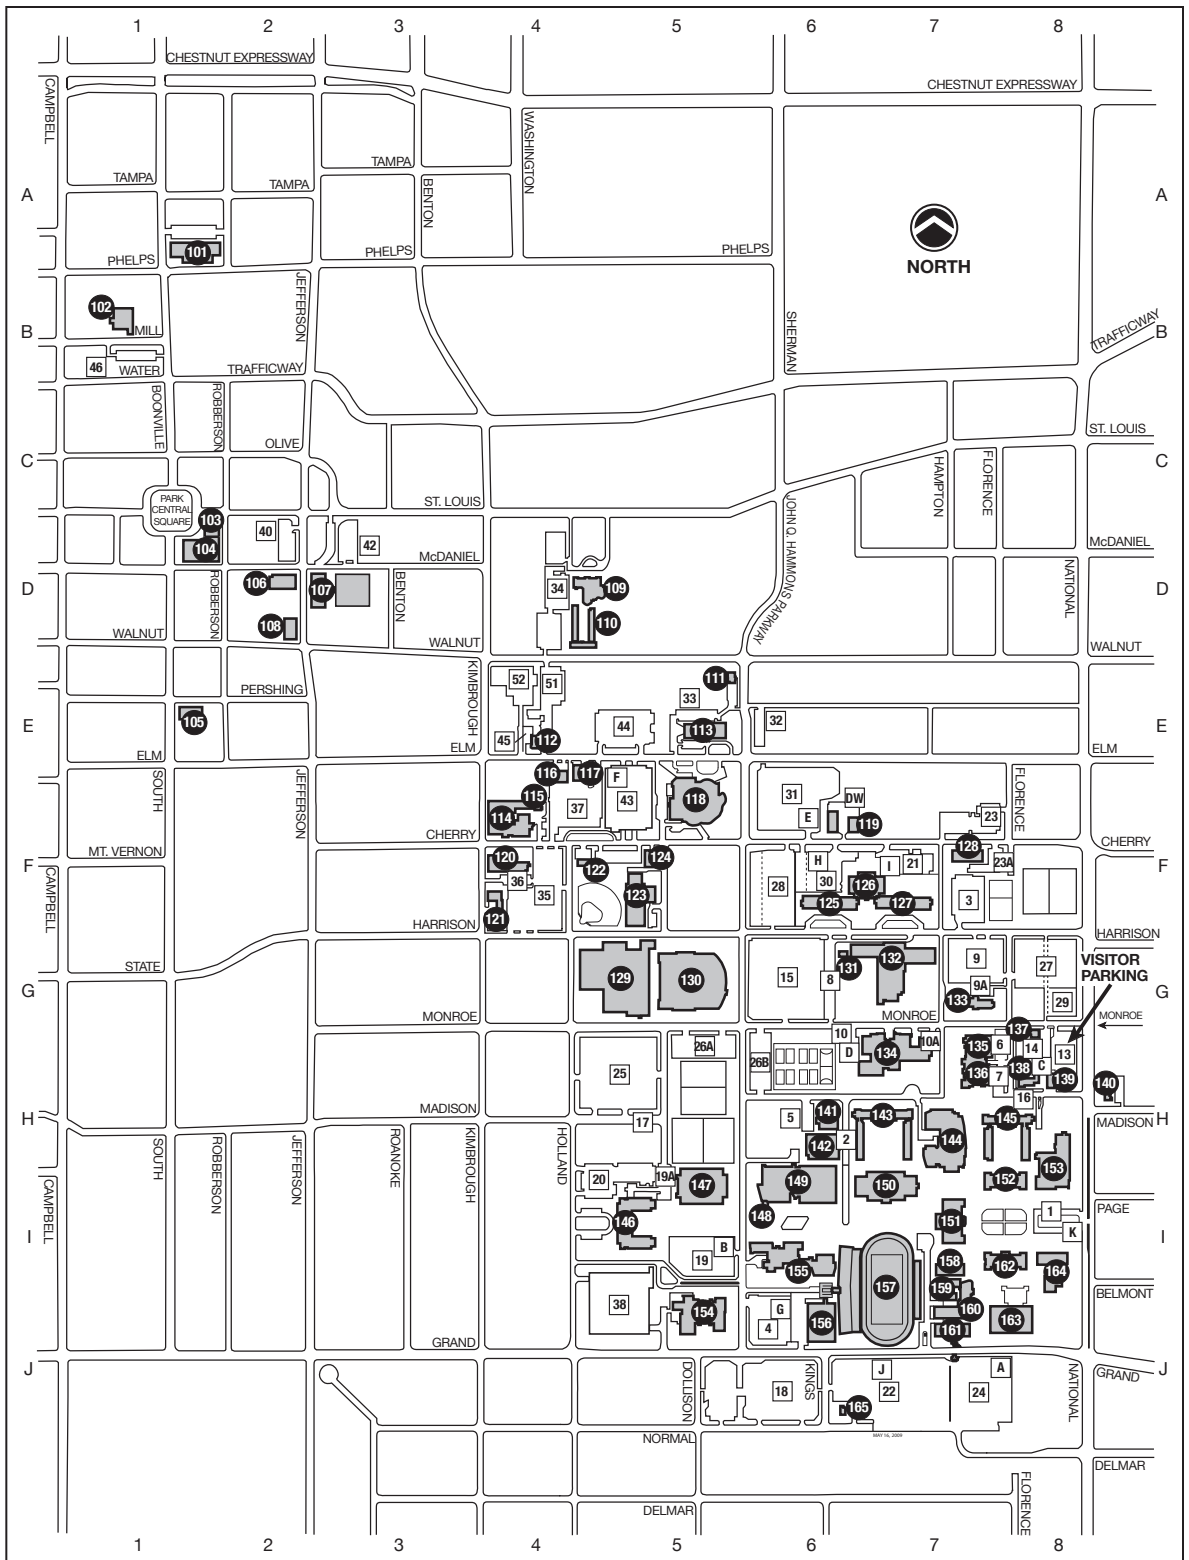 1 2 3 4 5 6 7 8
CHESTNUT EXPRESSWAY
CHESTNUT EXPRESSWAY
CAMPBELL
WASHINGTON
TAMPA
TAMPA TAMPA
A A
BENTON
101
PHELPS PHELPS PHELPS
NORTH
102
JEFFERSON
SHERMAN
B MILL B
TRAFFICWAY
46 WATER TRAFFICWAY
BOONVILLE
ROBBERSON
ST. LOUIS
OLIVE
C C
HAMPTON
FLORENCE
PARK
CENTRAL
SQUARE
ST. LOUIS
JOHN Q. HAMMONS PARKWAY
103
40
42
McDANIEL McDANIEL
104
ROBBERSON
106 107
BENTON
34 109
NATIONAL
D D
108
110
WALNUT WALNUT WALNUT
KIMBROUGH
52 51
111
PERSHING
33
105
32
E 45 112 44 113 E
ELM ELM ELM
SOUTH
JEFFERSON
116 117 F
FLORENCE
115
37 43 118
31 DW
114
E 119
23
CHERRY CHERRY
MT. VERNON
128
120
122 124
H I 21
23A
F F
CAMPBELL
36 35
123
28 30 126
3
121
125 127
HARRISON HARRISON
STATE
9 27
VISITOR
PARKING
129 130
15 8 131 132
9A
G G
133 29
MONROE MONROE MONROE
26A
10 10A
137
135 6 14 13
26B
D 134
C
25
136 7 138 139 140
16
MADISON
H H
17
5 141 143
145
MADISON
SOUTH
ROBBERSON
JEFFERSON
ROANOKE
KIMBROUGH
HOLLAND
142 2
144
153
CAMPBELL
20 19A 147
149 150
152
146
148
151
1
PAGE
K
I I
B
19
155
157
158
162
164
159
BELMONT
38 154
G
4 156
160
161
163
GRAND
J J
GRAND
DOLLISON
KINGS
NATIONAL
18
J
22
A
24
165
MAY 16, 2009
NORMAL
DELMAR
FLORENCE
DELMAR
1 2 3 4 5 6 7 8